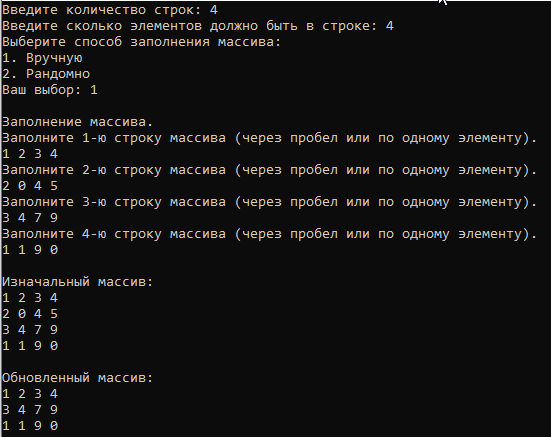 Введите количество строк: 4
Введите сколько элементов должно быть в строке: 4
Выберите способ заполнения массива:
1. Вручную
2. Рандомно
Ваш выбор: 1
Заполнение массива.
Заполните 1-ю строку массива (через пробел или по одному элементу).
1 2 3 4
Заполните 2-ю строку массива (через пробел или по одному элементу).
2 0 4 5
Заполните 3-ю строку массива (через пробел или по одному элементу).
3 4 7 9
Заполните 4-ю строку массива (через пробел или по одному элементу).
1 1 9 0
Изначальный массив:
1 2 3 4
2 0 4 5
3 4 7 9
1 1 9 0
Обновленный массив:
1 2 3 4
3 4 7 9
1 1 9 0